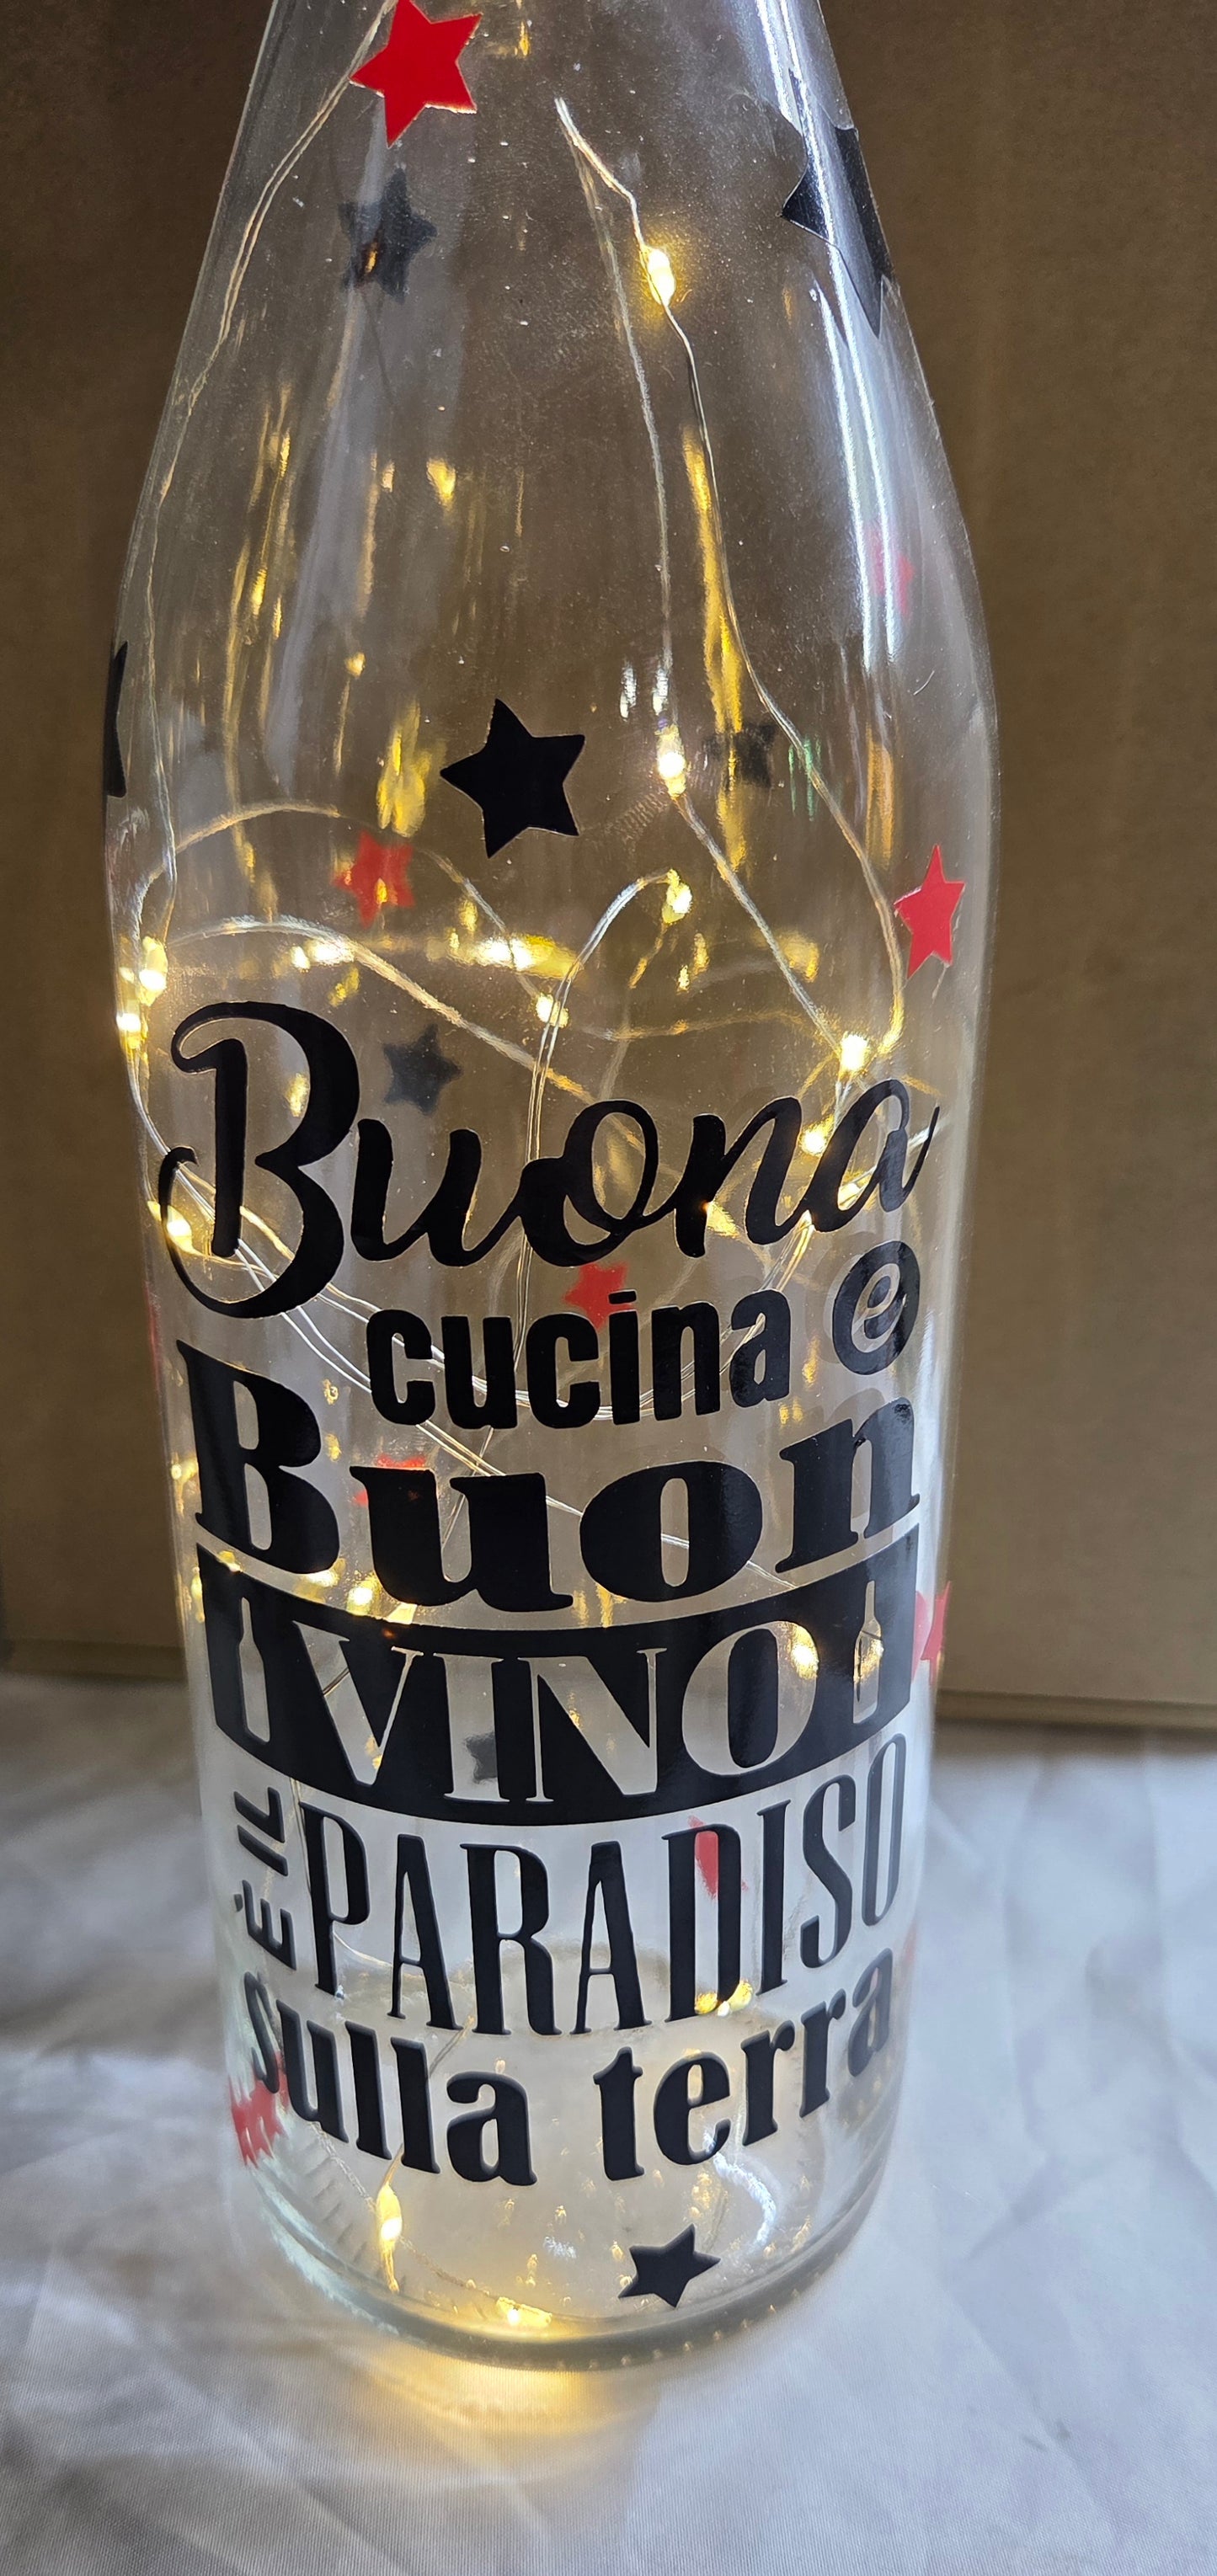 Buona
cucina e
Buon
VINO
È IL
PARADISO
sulla terra